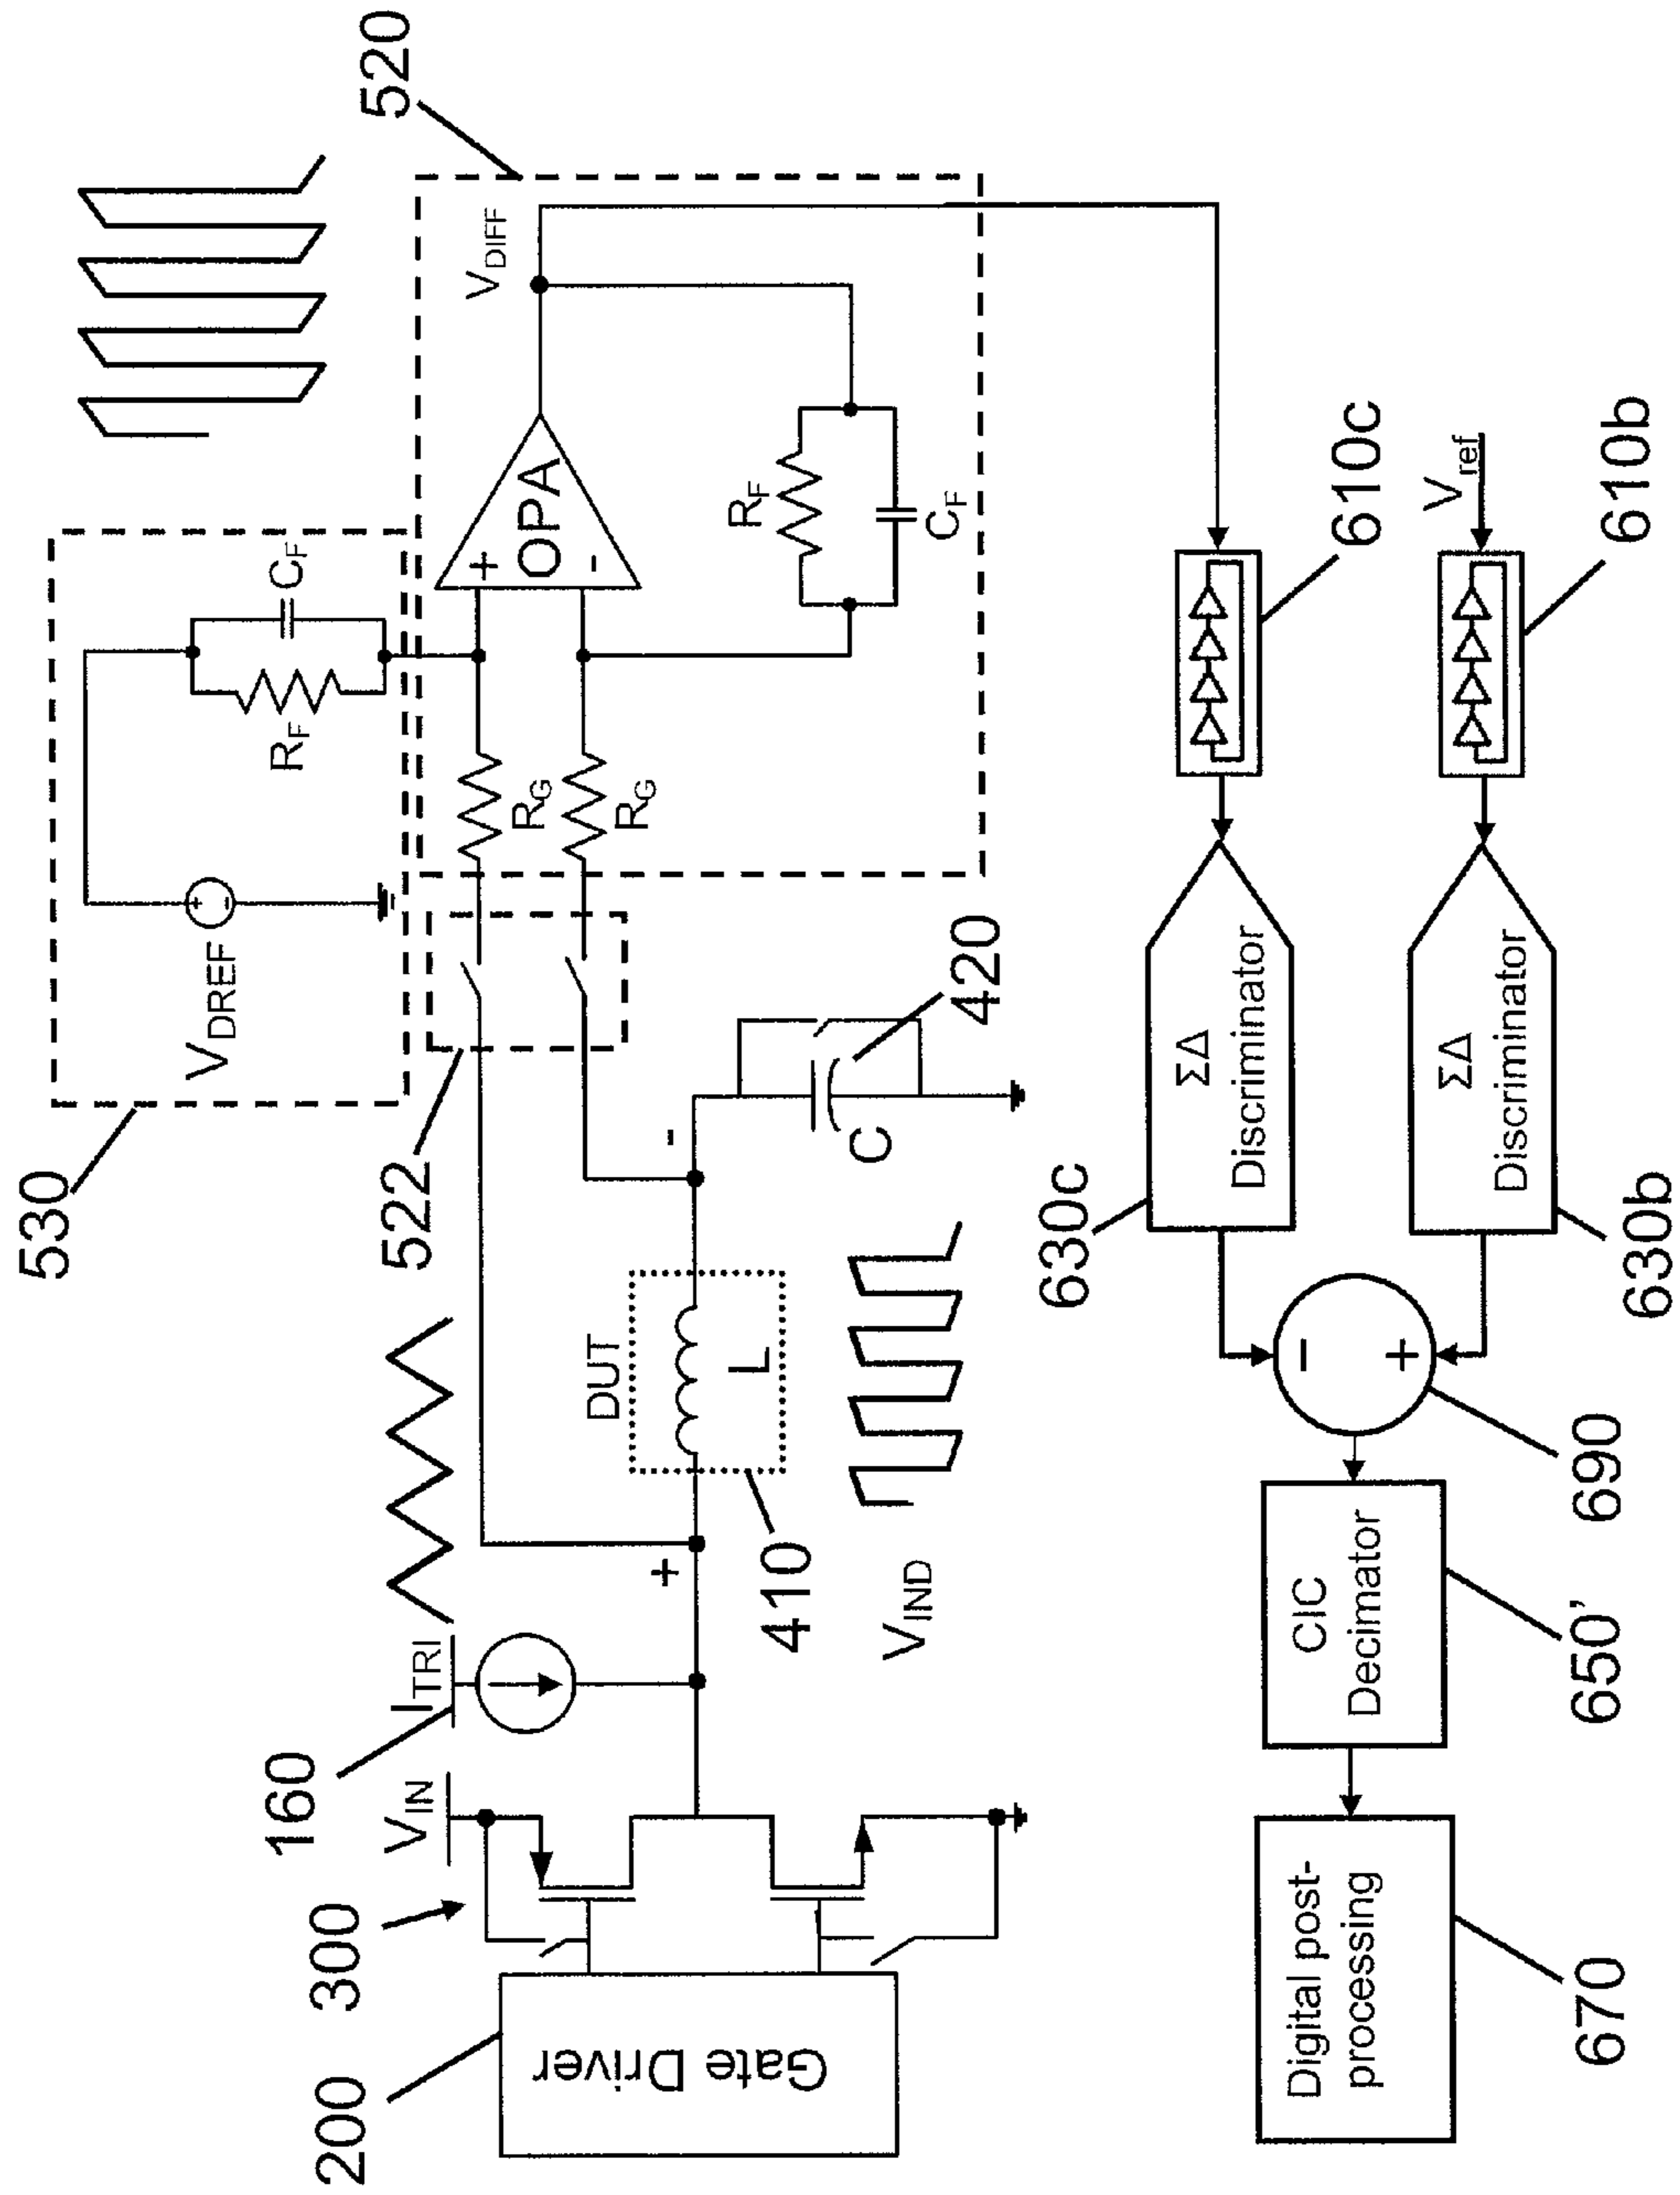 530
V_DREF
R_F
C_F
520
V_DIFF
+
OPA
-
R_G
R_G
R_F
C_F
522
160
I_TRI
300
V_IN
200
Gate Driver
+
DUT
L
-
410
V_IND
C
420
610c
V_ref
610b
630c
ΣΔ
Discriminator
ΣΔ
Discriminator
630b
-
+
690
CIC
Decimator
650'
Digital post-
processing
670